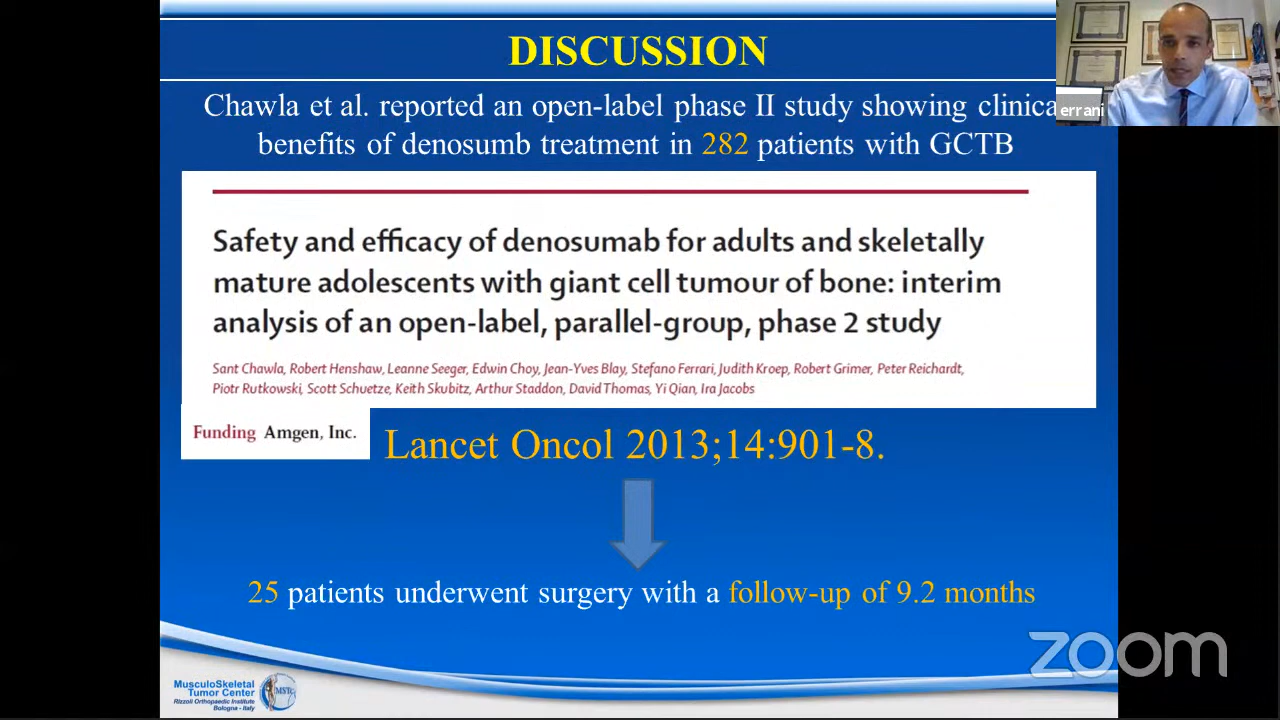 DISCUSSION
Chawla et al. reported an open-label phase II study showing clinica
benefits of denosumb treatment in 282 patients with GCTB
errani
Safety and efficacy of denosumab for adults and skeletally
mature adolescents with giant cell tumour of bone: interim
analysis of an open-label, parallel-group, phase 2 study
Sant Chawla, Robert Henshaw, Leanne Seeger, Edwin Choy, Jean-Yves Blay, Stefano Ferrari, Judith Kroep, Robert Grimer, Peter Reichardt,
Piotr Rutkowski, Scott Schuetze, Keith Skubitz, Arthur Staddon, David Thomas, Yi Qian, Ira Jacobs
Funding Amgen, Inc.
Lancet Oncol 2013;14:901-8.
25 patients underwent surgery with a follow-up of 9.2 months
zoom
MusculoSkeletal
Tumor Center
Rizzoli Orthopaedic Institute
Bologna - Italy
MSTC